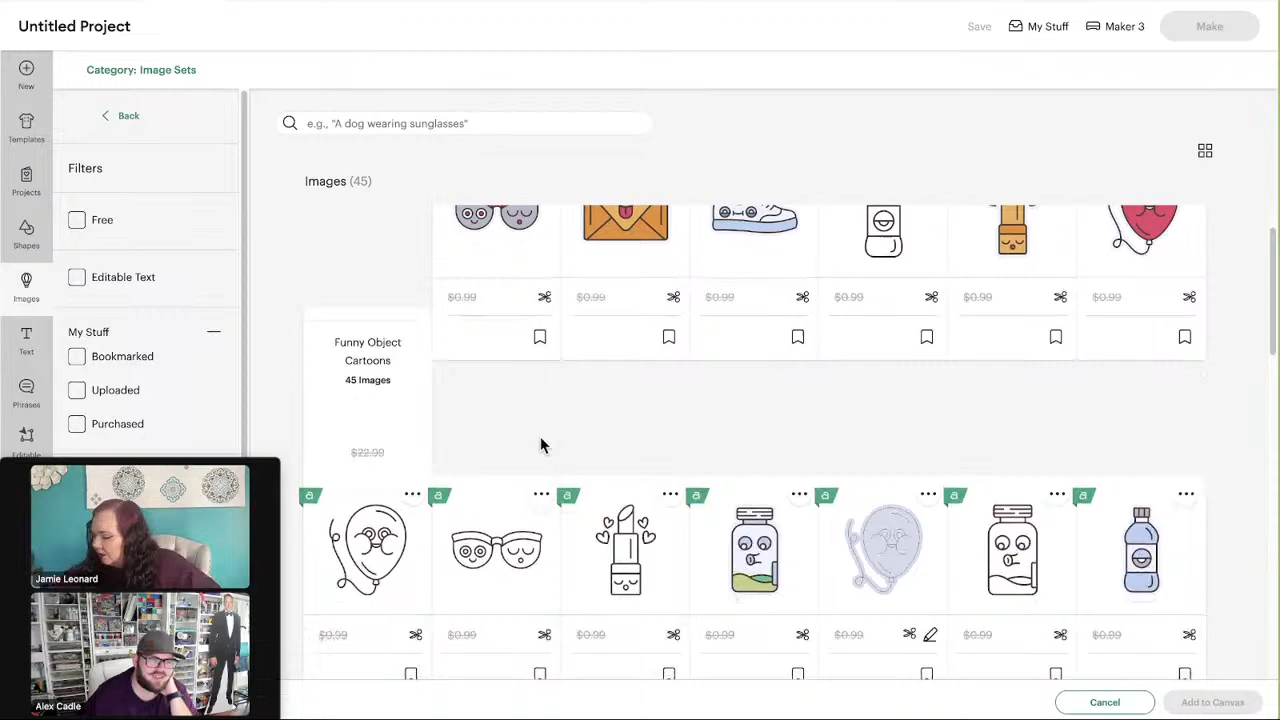 Untitled Project
Save
My Stuff
Maker 3
Make
New
Templates
Projects
Shapes
Images
Text
Phrases
Editable
Category: Image Sets
Back
Filters
Free
Editable Text
My Stuff
Bookmarked
Uploaded
Purchased
e.g., "A dog wearing sunglasses"
Images (45)
$0.99 $0.99 $0.99 $0.99 $0.99 $0.99
Funny Object
Cartoons
45 Images
$22.99
a a a a a a a
$0.99 $0.99 $0.99 $0.99 $0.99 $0.99 $0.99
Jamie Leonard
Alex Cadle
Cancel
Add to Canvas